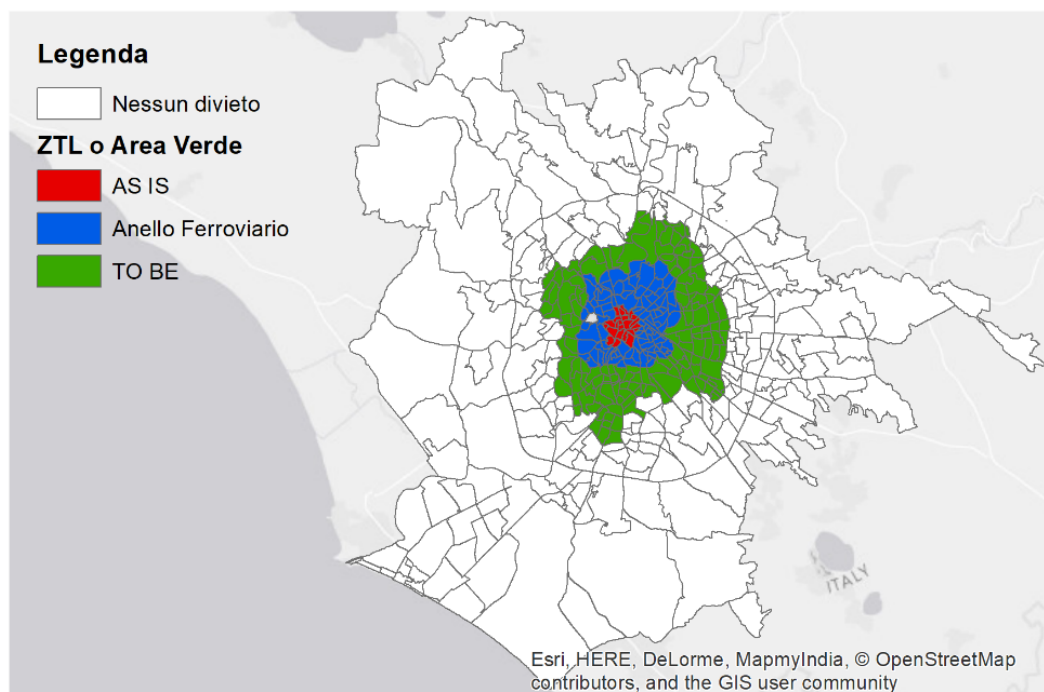 Legenda
Nessun divieto
ZTL o Area Verde
AS IS
Anello Ferroviario
TO BE
ITALY
Esri, HERE, DeLorme, MapmyIndia, © OpenStreetMap
contributors, and the GIS user community